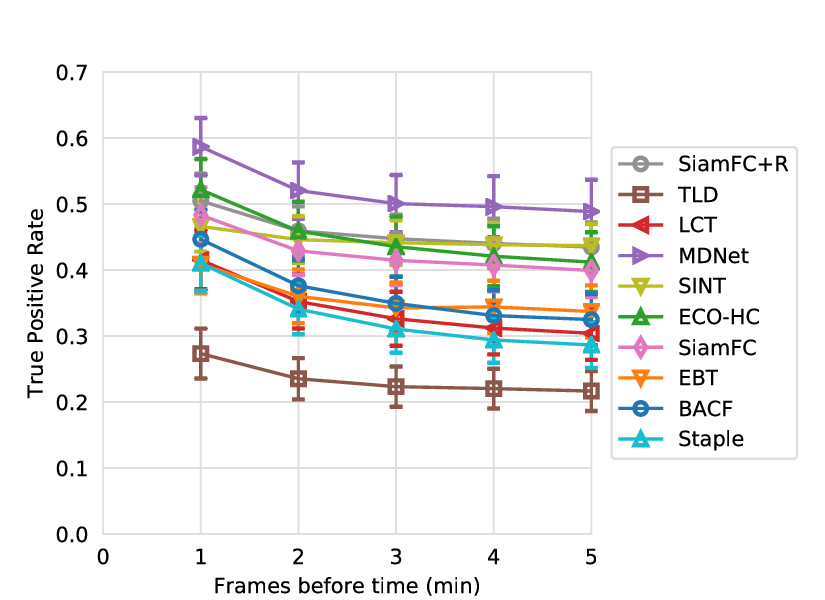 0.7
0.6
0.5
0.4
0.3
0.2
0.1
0.0
True Positive Rate
0 1 2 3 4 5
Frames before time (min)
SiamFC+R
TLD
LCT
MDNet
SINT
ECO-HC
SiamFC
EBT
BACF
Staple